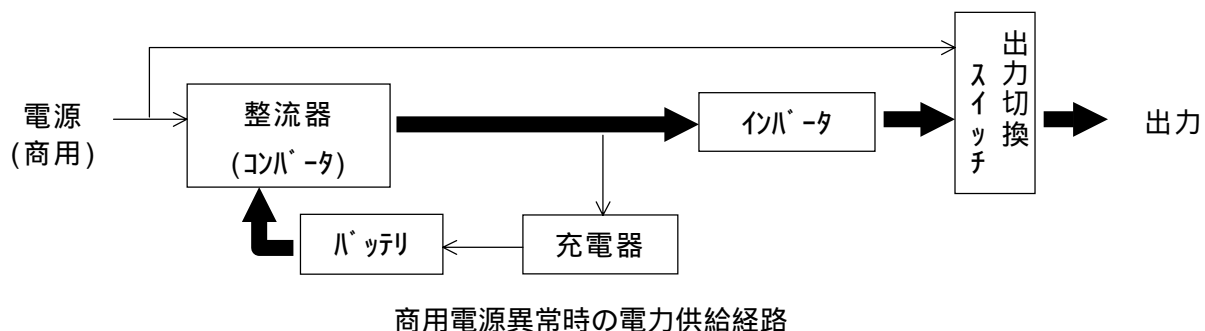 電源
(商用)
整流器
(ｺﾝﾊﾞｰﾀ)
ｲﾝﾊﾞｰﾀ
出力切換
ｽｲｯﾁ
出力
ﾊﾞｯﾃﾘ
充電器
商用電源異常時の電力供給経路